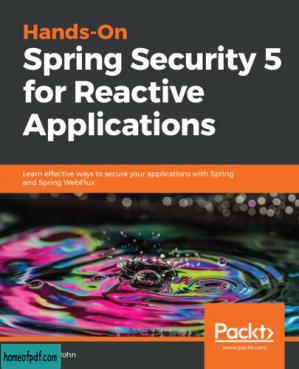 Hands-On
Spring Security 5
for Reactive
Applications
Learn effective ways to secure your applications with Spring
and Spring WebFlux
Packt>
www.packt.com
homeofpdf.com
ohn